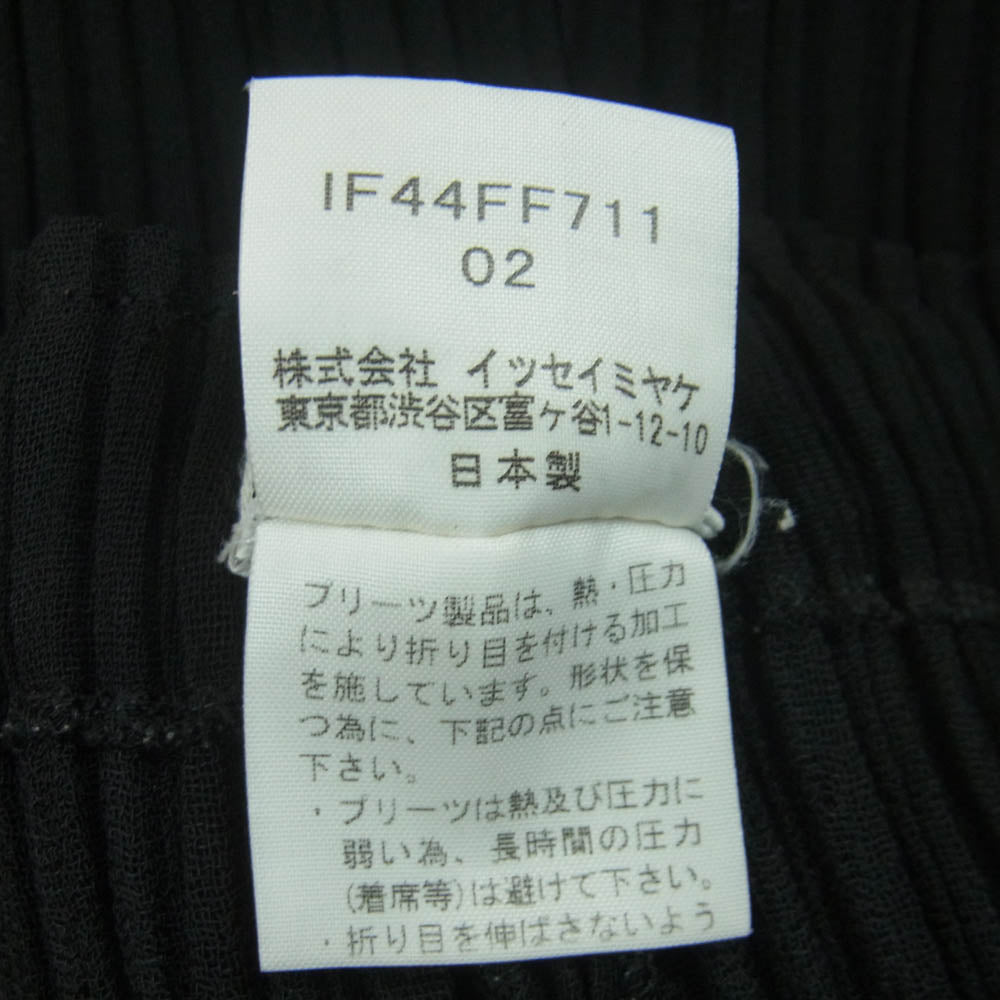 IF44FF711
02
株式会社 イッセイミヤケ
東京都渋谷区富ケ谷1-12-10
日本製
プリーツ製品は、熱・圧力
により折り目を付ける加工
を施しています。形状を保
つ為に、下記の点にご注意
下さい。
・プリーツは熱及び圧力に
弱い為、長時間の圧力
(着席等)は避けて下さい。
・折り目を伸ばさないよう